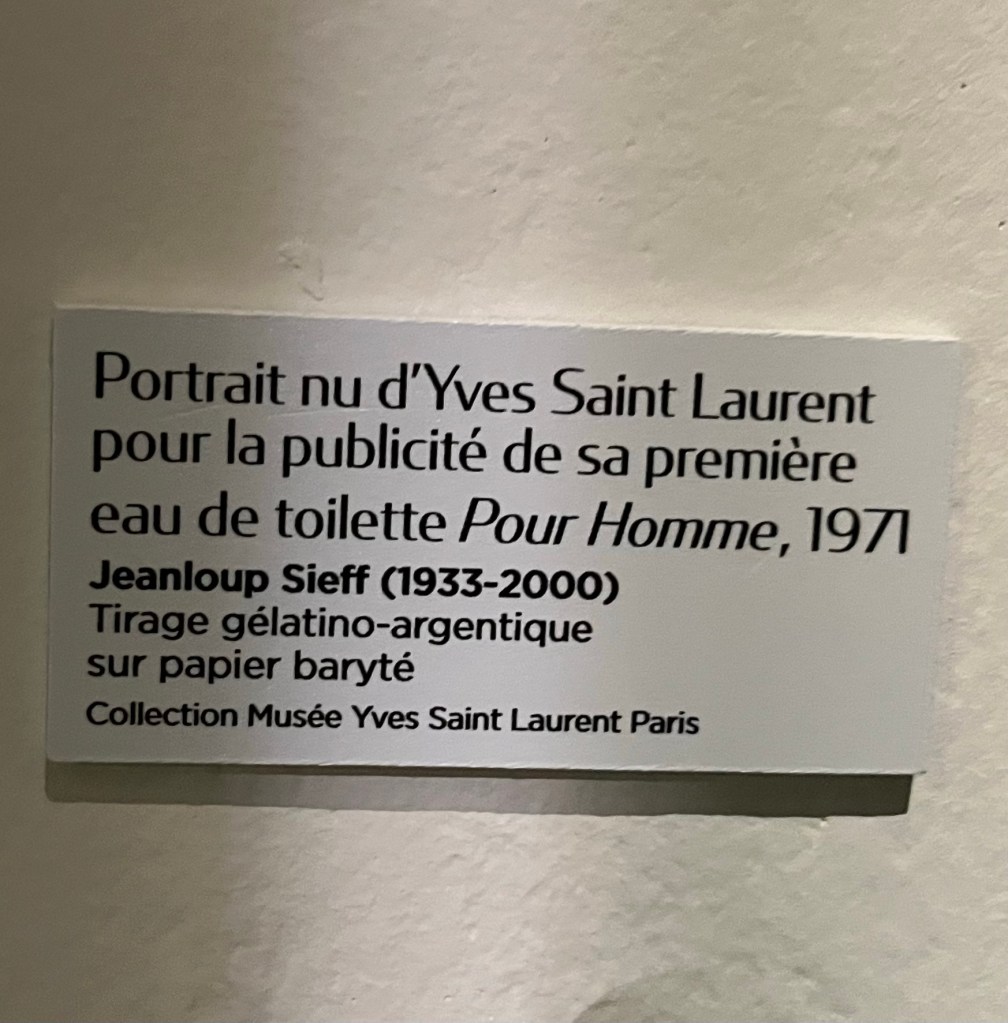 Portrait nu d'Yves Saint Laurent
pour la publicité de sa première
eau de toilette Pour Homme, 1971
Jeanloup Sieff (1933-2000)
Tirage gélatino-argentique
sur papier baryté
Collection Musée Yves Saint Laurent Paris